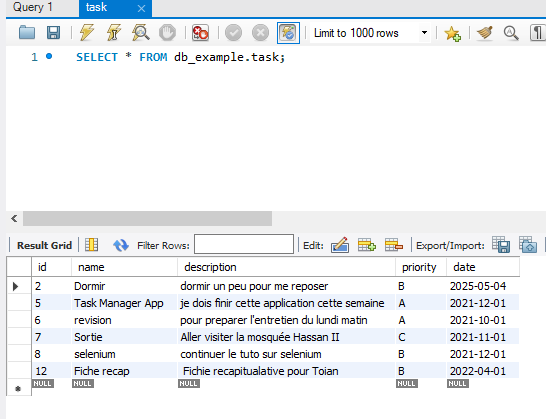 Query 1 task
Limit to 1000 rows
1 SELECT * FROM db_example.task;
Result Grid Filter Rows: Edit: Export/Import:
id name description priority date
2 Dormir dormir un peu pour me reposer B 2025-05-04
5 Task Manager App je dois finir cette application cette semaine A 2021-12-01
6 revision pour preparer l'entretien du lundi matin A 2021-10-01
7 Sortie Aller visiter la mosquée Hassan II C 2021-11-01
8 selenium continuer le tuto sur selenium B 2021-12-01
12 Fiche recap Fichie recapitualative pour Toian B 2022-04-01
NULL NULL NULL NULL NULL